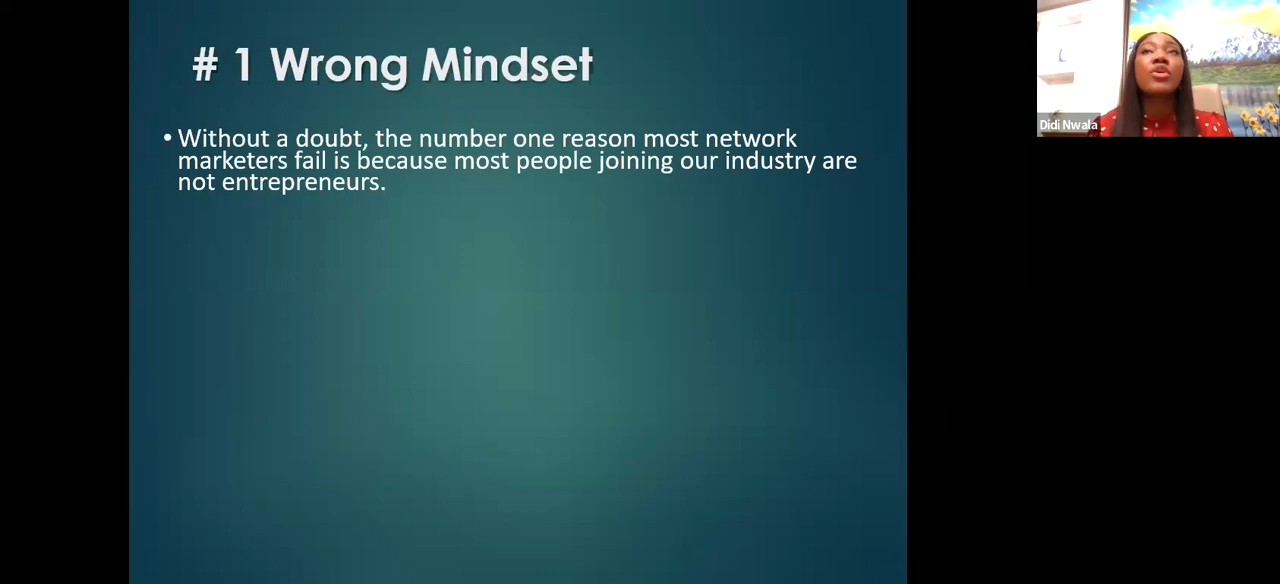 # 1 Wrong Mindset
• Without a doubt, the number one reason most network
marketers fail is because most people joining our industry are
not entrepreneurs.
Didi Nwala